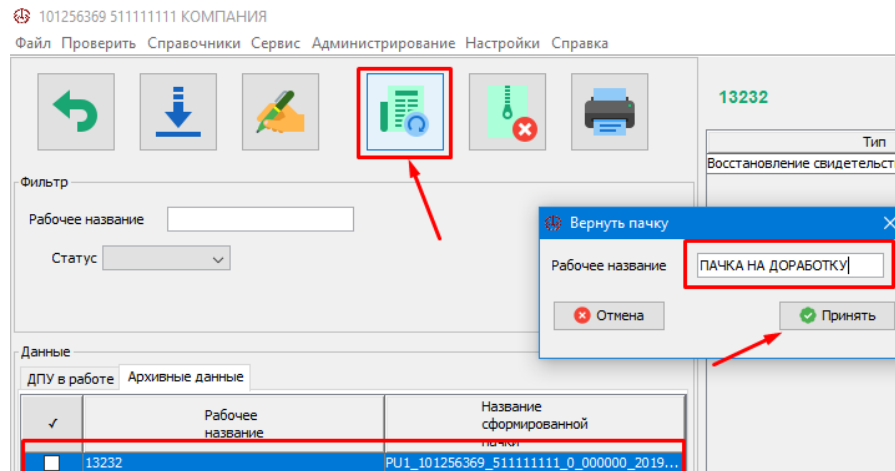 101256369 511111111 КОМПАНИЯ
Файл Проверить Справочники Сервис Администрирование Настройки Справка
13232
Тип
Восстановление свидетельст
Фильтр
Рабочее название
Статус
Вернуть пачку
Рабочее название ПАЧКА НА ДОРАБОТКУ
Отмена Принять
Данные
ДПУ в работе Архивные данные
✓ Рабочее название
Название сформированной пачки
13232 PU1_101256369_511111111_0_000000_2019...